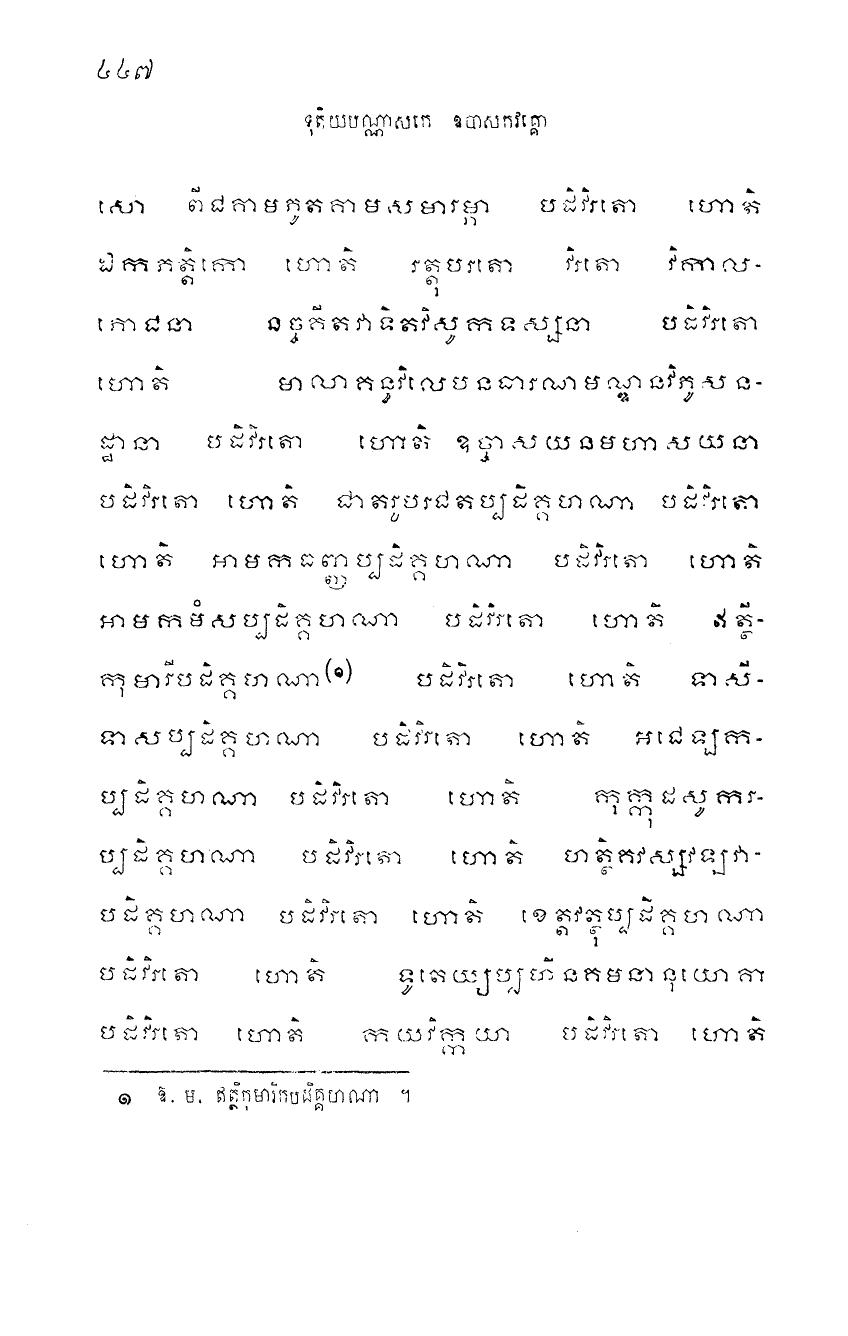 ៤៤៧
ទុតិយបណ្ណាសកេ ឧបាសកវគ្គោ
សោ ពីជគាមភូតគាមសមារម្ភា បដិវិរតោ ហោតិ
ឯកភត្តិកោ ហោតិ រត្តូបរតោ វិរតោ វិកាល-
ភោជនា នច្ចគីតវាទិតវិសូកទស្សនា បដិវិរតោ
ហោតិ មាលាគន្ធវិលេបនធារណមណ្ឌនវិភូសន-
ដ្ឋានា បដិវិរតោ ហោតិ ឧច្ចាសយនមហាសយនា
បដិវិរតោ ហោតិ ជាតរូបរជតប្បដិគ្គហណា បដិវិរតោ
ហោតិ អាមកធញ្ញប្បដិគ្គហណា បដិវិរតោ ហោតិ
អាមកមំសប្បដិគ្គហណា បដិវិរតោ ហោតិ ឥត្ថី-
កុមារីបដិគ្គហណា(១) បដិវិរតោ ហោតិ ទាសី-
ទាសប្បដិគ្គហណា បដិវិរតោ ហោតិ អជេឡក-
ប្បដិគ្គហណា បដិវិរតោ ហោតិ កុក្កុដសូករ-
ប្បដិគ្គហណា បដិវិរតោ ហោតិ ហត្ថិគវស្សវឡវា-
បដិគ្គហណា បដិវិរតោ ហោតិ ខេត្តវត្ថុប្បដិគ្គហណា
បដិវិរតោ ហោតិ ទូតេយ្យប្បហីនគមនានុយោគា
បដិវិរតោ ហោតិ កយវិក្កយា បដិវិរតោ ហោតិ
១ ឱ. ម. ឥត្ថីកុមារិកបដិគ្គហណា ។